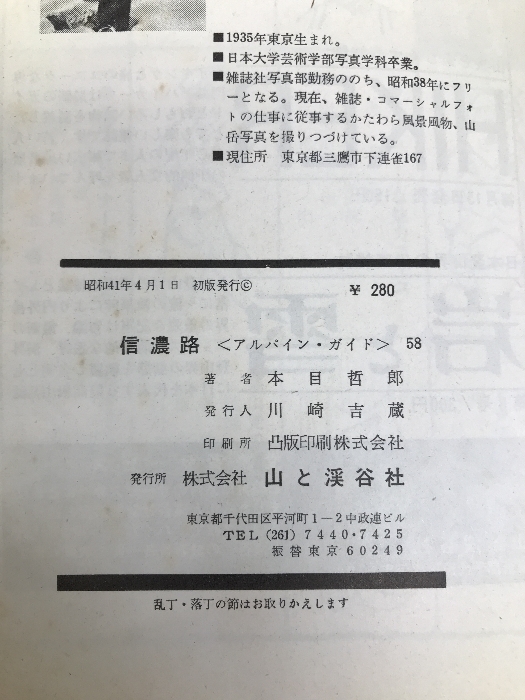 ■1935年東京生まれ。
■日本大学芸術学部写真学科卒業。
■雑誌社写真部勤務ののち、昭和38年にフリ
ーとなる。現在、雑誌・コマーシャルフォ
トの仕事に従事するかたわら風景風物、山
岳写真を撮りつづけている。
■現住所 東京都三鷹市下連雀167
昭和41年4月1日 初版発行© ¥ 280
信濃路 <アルパイン・ガイド> 58
著者 本目哲郎
発行人 川崎吉蔵
印刷所 凸版印刷株式会社
発行所 株式会社 山と渓谷社
東京都千代田区平河町1-2中政連ビル
TEL (261) 7440・7425
振替東京 60249
乱丁・落丁の節はお取りかえします